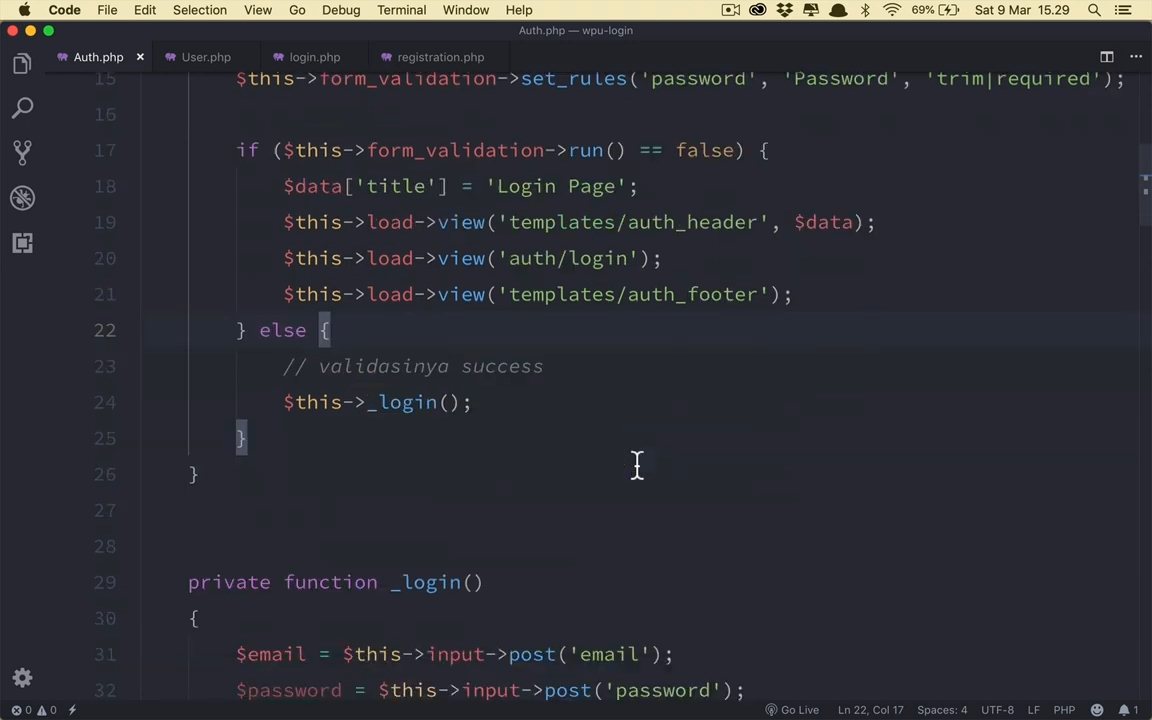 Code File Edit Selection View Go Debug Terminal Window Help 69% Sat 9 Mar 15.29
Auth.php — wpu-login
Auth.php × User.php login.php registration.php
15 $this->form_validation->set_rules('password', 'Password', 'trim|required');
16
17 if ($this->form_validation->run() == false) {
18 $data['title'] = 'Login Page';
19 $this->load->view('templates/auth_header', $data);
20 $this->load->view('auth/login');
21 $this->load->view('templates/auth_footer');
22 } else {
23 // validasinya success
24 $this->_login();
25 }
26 }
27
28
29 private function _login()
30 {
31 $email = $this->input->post('email');
32 $password = $this->input->post('password');
0 0 Go Live Ln 22, Col 17 Spaces: 4 UTF-8 LF PHP 1